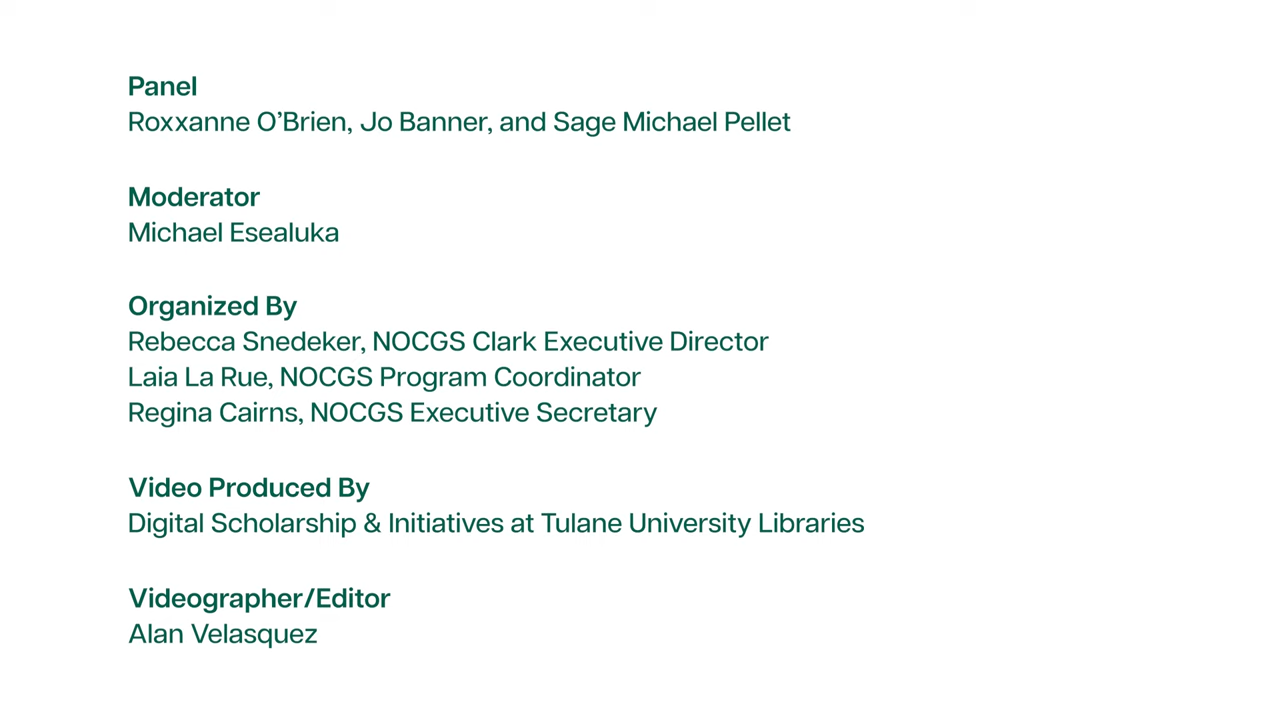 Panel
Roxxanne O’Brien, Jo Banner, and Sage Michael Pellet
Moderator
Michael Esealuka
Organized By
Rebecca Snedeker, NOCGS Clark Executive Director
Laia La Rue, NOCGS Program Coordinator
Regina Cairns, NOCGS Executive Secretary
Video Produced By
Digital Scholarship & Initiatives at Tulane University Libraries
Videographer/Editor
Alan Velasquez